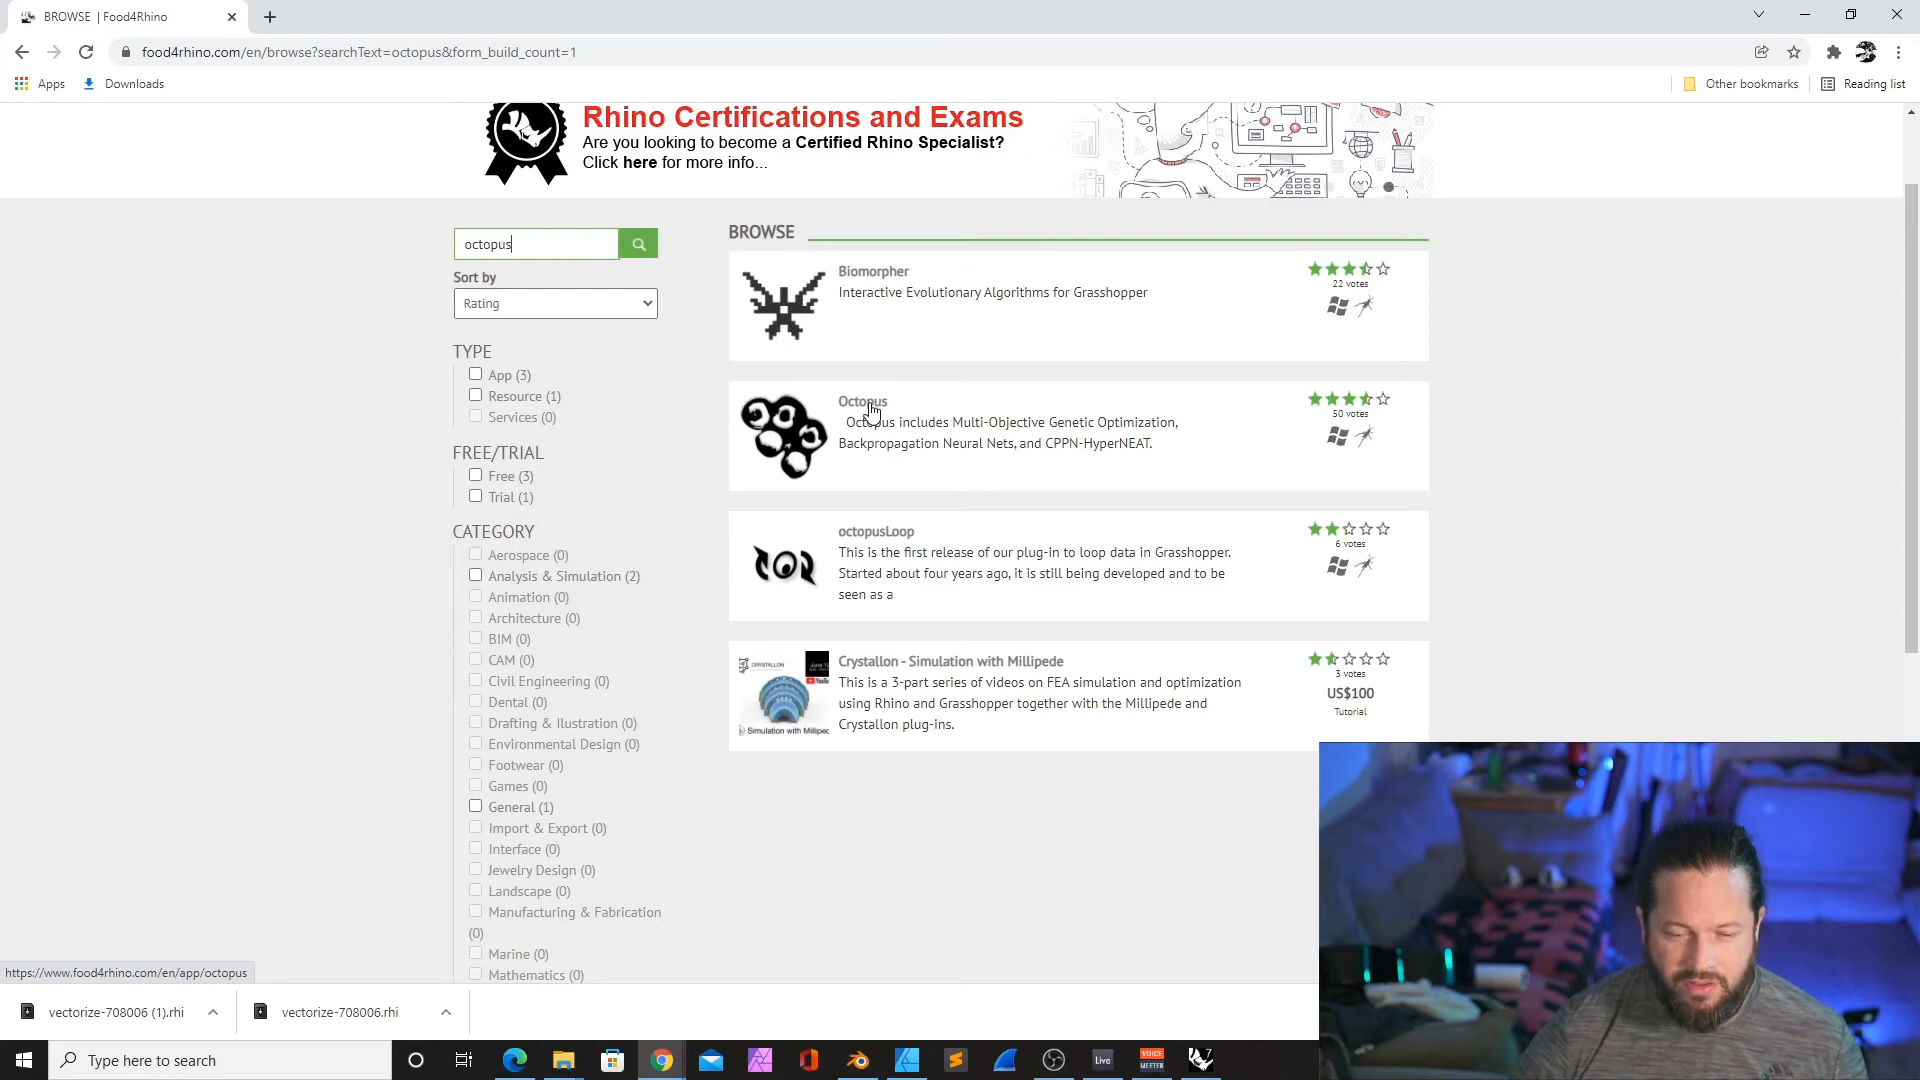 BROWSE | Food4Rhino
food4rhino.com/en/browse?searchText=octopus&form_build_count=1
Apps
Downloads
Other bookmarks
Reading list
Rhino Certifications and Exams
Are you looking to become a Certified Rhino Specialist?
Click here for more info...
octopus
Sort by
Rating
TYPE
App (3)
Resource (1)
Services (0)
FREE/TRIAL
Free (3)
Trial (1)
CATEGORY
Aerospace (0)
Analysis & Simulation (2)
Animation (0)
Architecture (0)
BIM (0)
CAM (0)
Civil Engineering (0)
Dental (0)
Drafting & Ilustration (0)
Environmental Design (0)
Footwear (0)
Games (0)
General (1)
Import & Export (0)
Interface (0)
Jewelry Design (0)
Landscape (0)
Manufacturing & Fabrication
(0)
Marine (0)
Mathematics (0)
BROWSE
Biomorpher
Interactive Evolutionary Algorithms for Grasshopper
22 votes
Octopus
Octopus includes Multi-Objective Genetic Optimization,
Backpropagation Neural Nets, and CPPN-HyperNEAT.
50 votes
octopusLoop
This is the first release of our plug-in to loop data in Grasshopper.
Started about four years ago, it is still being developed and to be
seen as a
6 votes
CRYSTALLON
Simulation with Milliped
Crystallon - Simulation with Millipede
This is a 3-part series of videos on FEA simulation and optimization
using Rhino and Grasshopper together with the Millipede and
Crystallon plug-ins.
3 votes
US$100
Tutorial
https://www.food4rhino.com/en/app/octopus
vectorize-708006 (1).rhi
vectorize-708006.rhi
Type here to search
Live
VOICE
MEETER
7